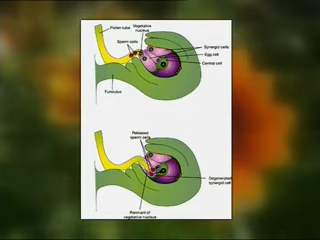 Pollen tube
Vegetative
nucleus
Sperm cells
Synergid cells
Egg cell
Central cell
Funiculus
Released
sperm cells
Degenerated
synergid cell
Remnant of
vegetative nucleus